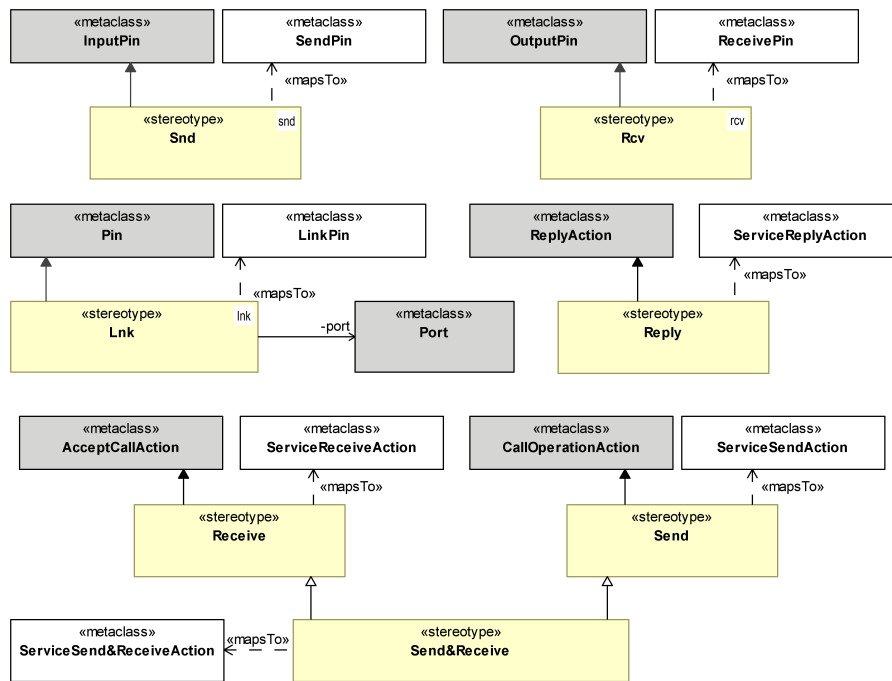 «metaclass»
InputPin
«metaclass»
SendPin
«mapsTo»
«stereotype»
Snd
snd
«metaclass»
OutputPin
«metaclass»
ReceivePin
«mapsTo»
«stereotype»
Rcv
rcv
«metaclass»
Pin
«metaclass»
LinkPin
«mapsTo»
«stereotype»
Lnk
lnk
-port
«metaclass»
Port
«metaclass»
ReplyAction
«metaclass»
ServiceReplyAction
«mapsTo»
«stereotype»
Reply
«metaclass»
AcceptCallAction
«metaclass»
ServiceReceiveAction
«mapsTo»
«stereotype»
Receive
«metaclass»
CallOperationAction
«metaclass»
ServiceSendAction
«mapsTo»
«stereotype»
Send
«metaclass»
ServiceSend&ReceiveAction
«mapsTo»
«stereotype»
Send&Receive